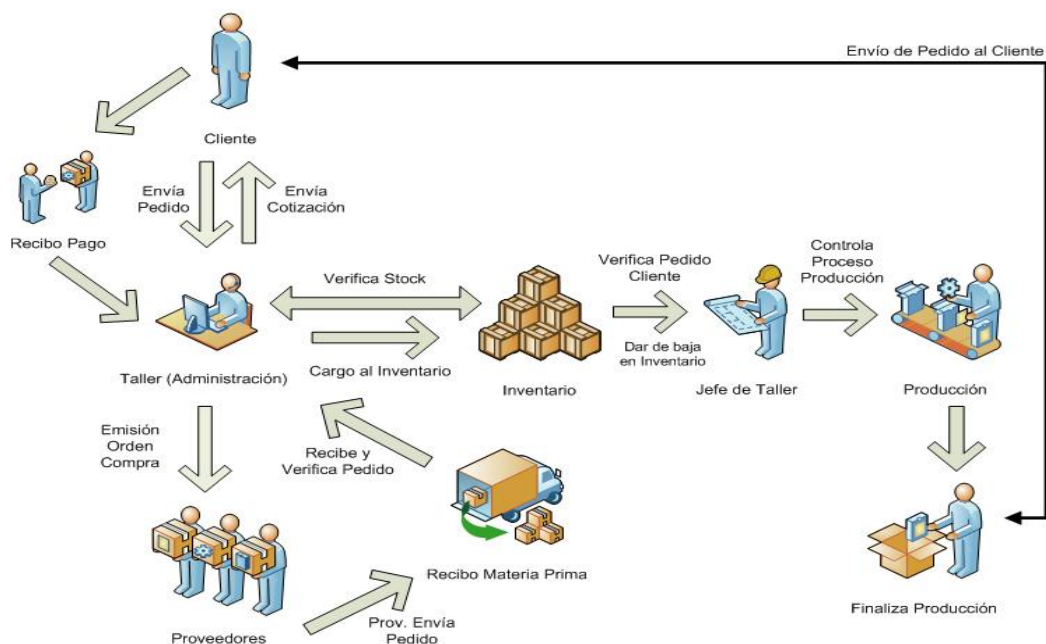 Envío de Pedido al Cliente
Cliente
Envía
Pedido
Envía
Cotización
Recibo Pago
Verifica Stock
Verifica Pedido
Cliente
Controla
Proceso
Producción
Taller (Administración)
Cargo al Inventario
Inventario
Dar de baja
en Inventario
Jefe de Taller
Producción
Emisión
Orden
Compra
Recibe y
Verifica Pedido
Recibo Materia Prima
Finaliza Producción
Proveedores
Prov. Envía
Pedido